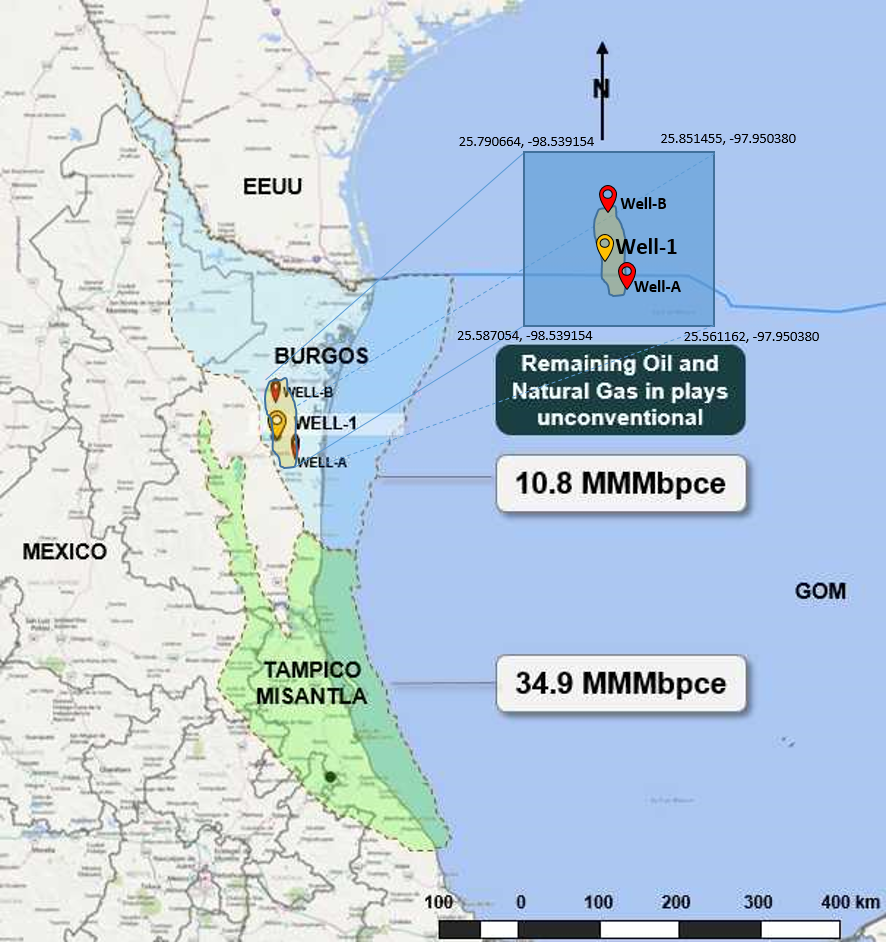 N
25.790664, -98.539154
25.851455, -97.950380
EEUU
Well-B
Well-1
Well-A
25.587054, -98.539154
25.561162, -97.950380
BURGOS
Remaining Oil and
Natural Gas in plays
unconventional
WELL-B
WELL-1
WELL-A
10.8 MMMbpce
MEXICO
GOM
TAMPICO
MISANTLA
34.9 MMMbpce
100 0 100 200 300 400 km